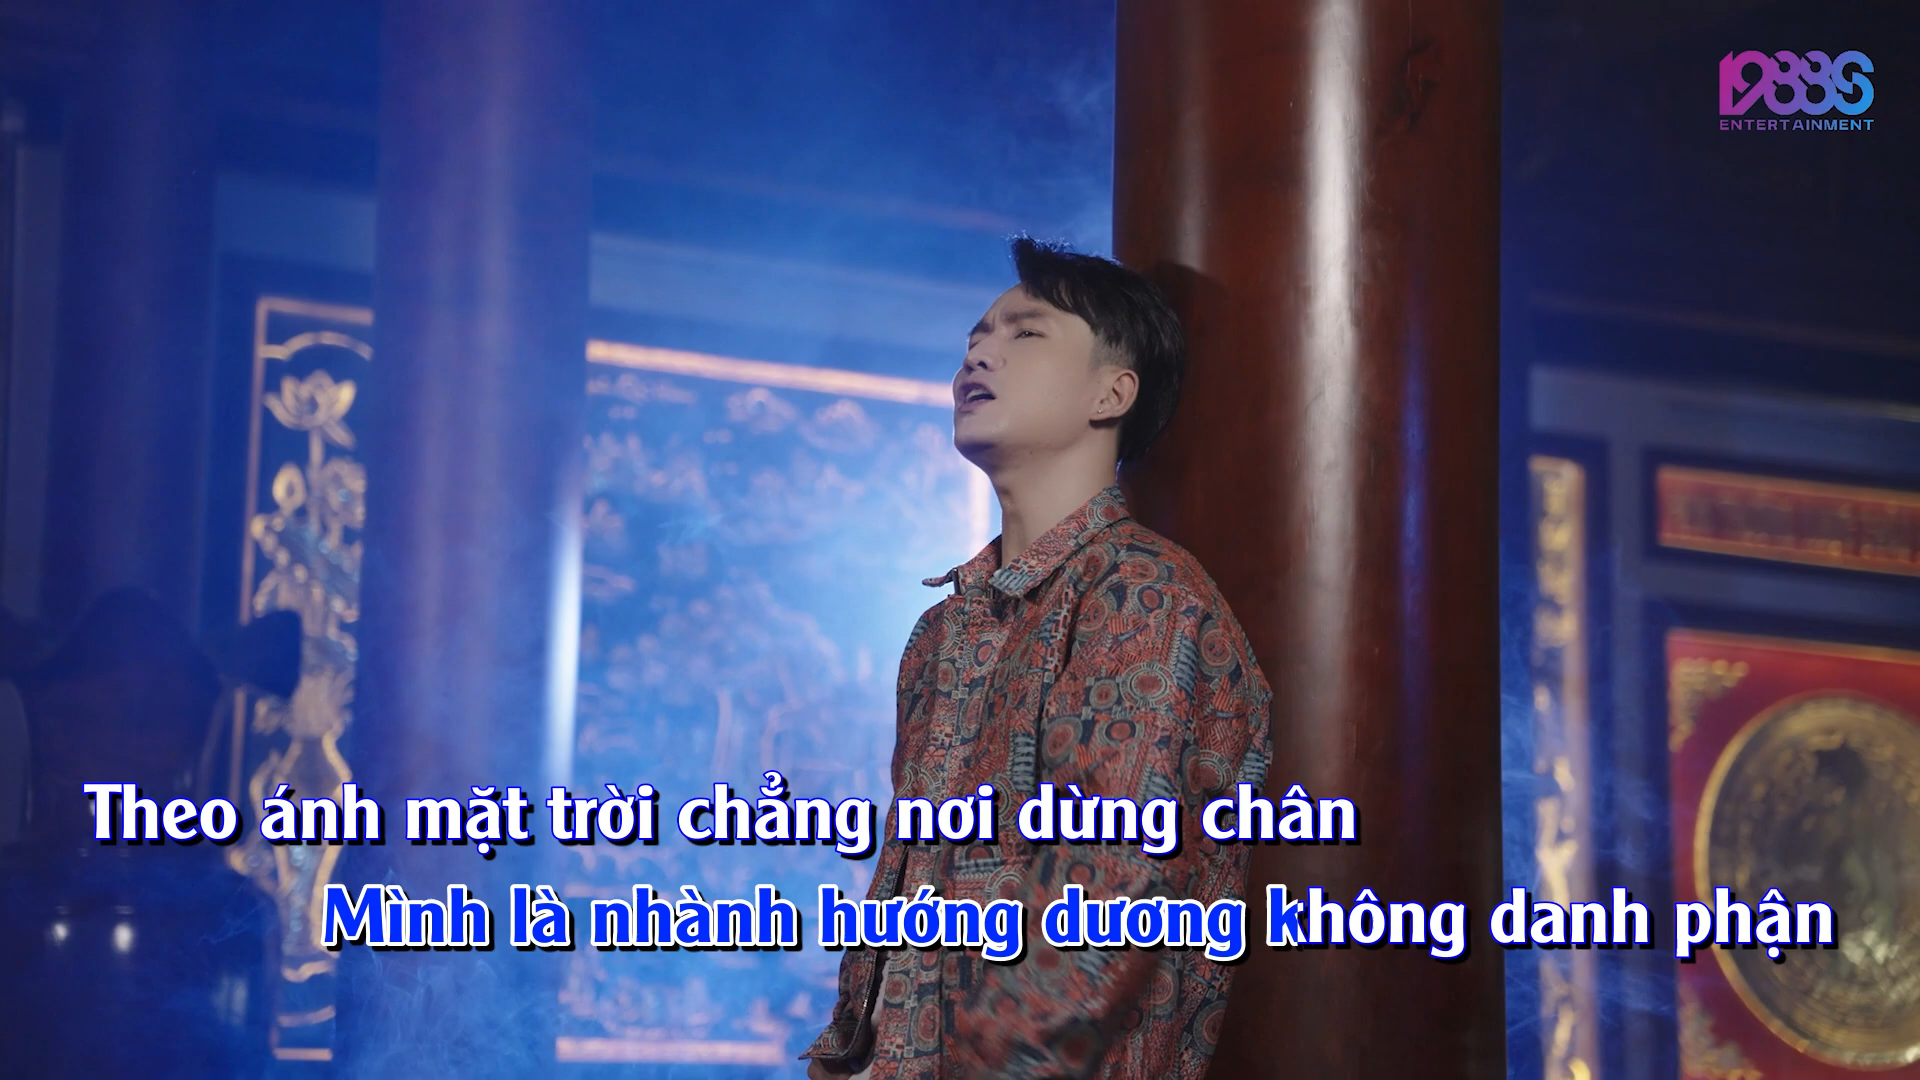 1988S
ENTERTAINMENT
Theo ánh mặt trời chẳng nơi dừng chân
Mình là nhành hướng dương không danh phận